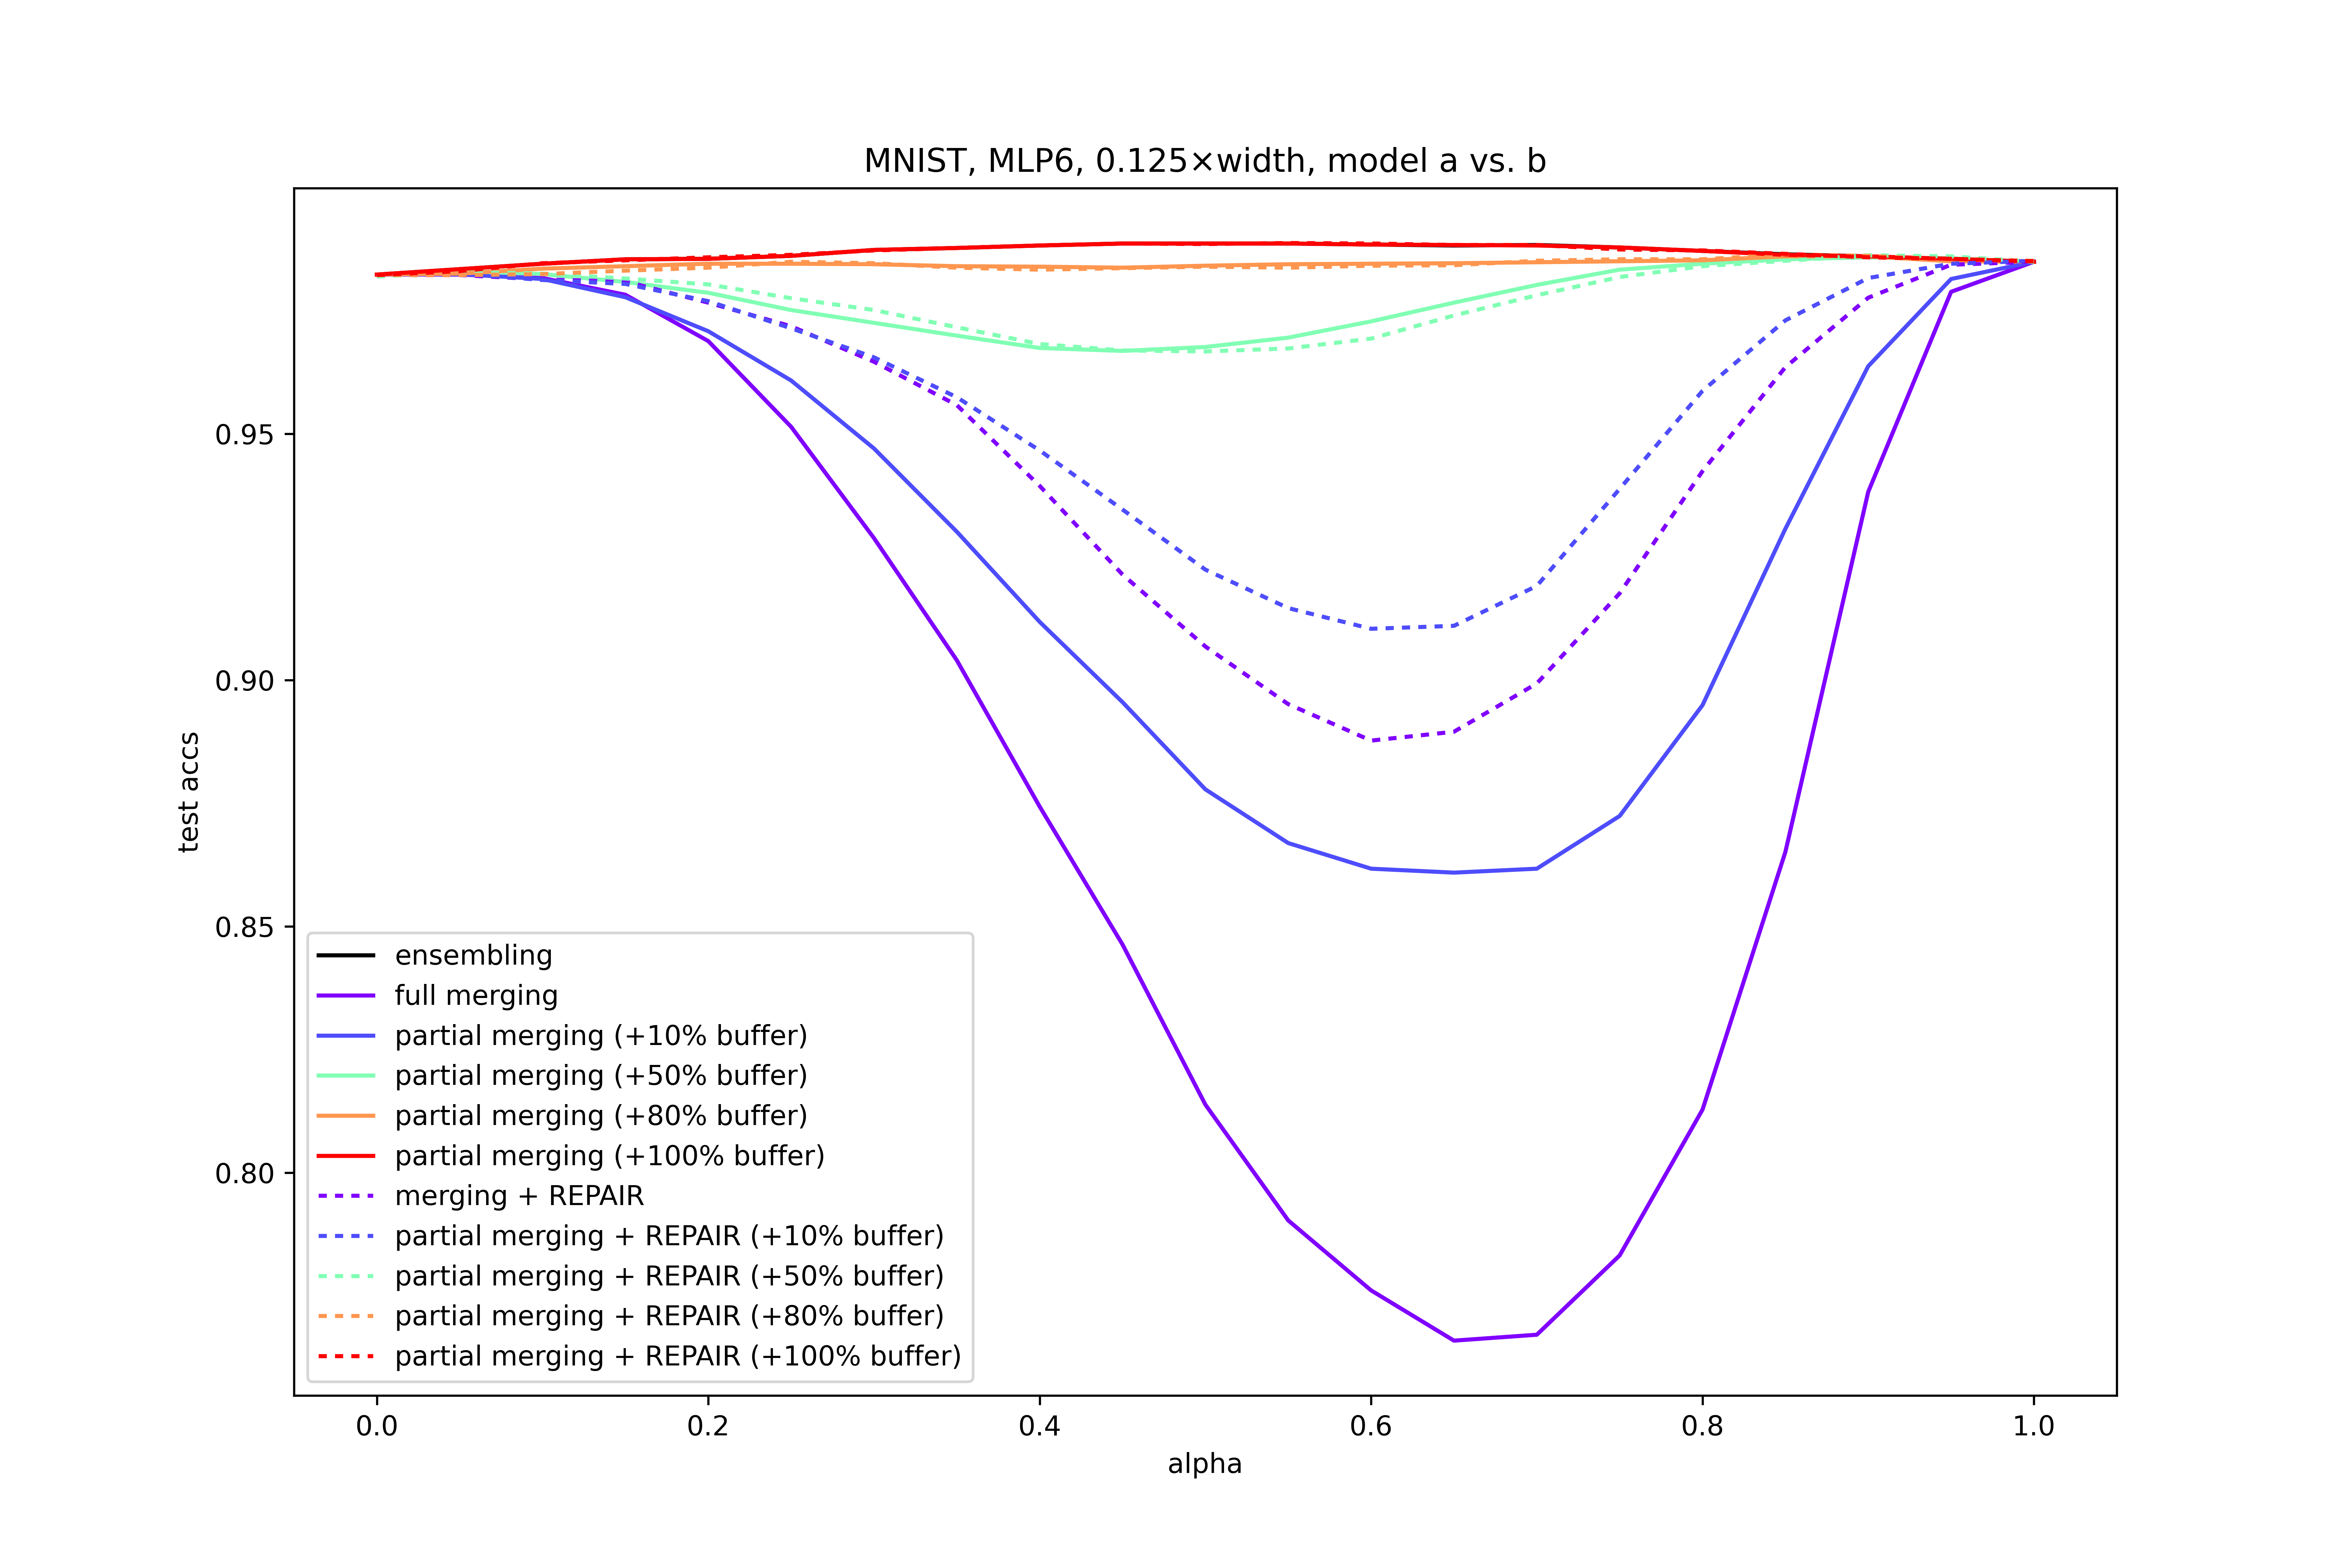 MNIST, MLP6, 0.125×width, model a vs. b
test accs
0.95
0.90
0.85
0.80
ensembling
full merging
partial merging (+10% buffer)
partial merging (+50% buffer)
partial merging (+80% buffer)
partial merging (+100% buffer)
merging + REPAIR
partial merging + REPAIR (+10% buffer)
partial merging + REPAIR (+50% buffer)
partial merging + REPAIR (+80% buffer)
partial merging + REPAIR (+100% buffer)
0.0 0.2 0.4 0.6 0.8 1.0
alpha